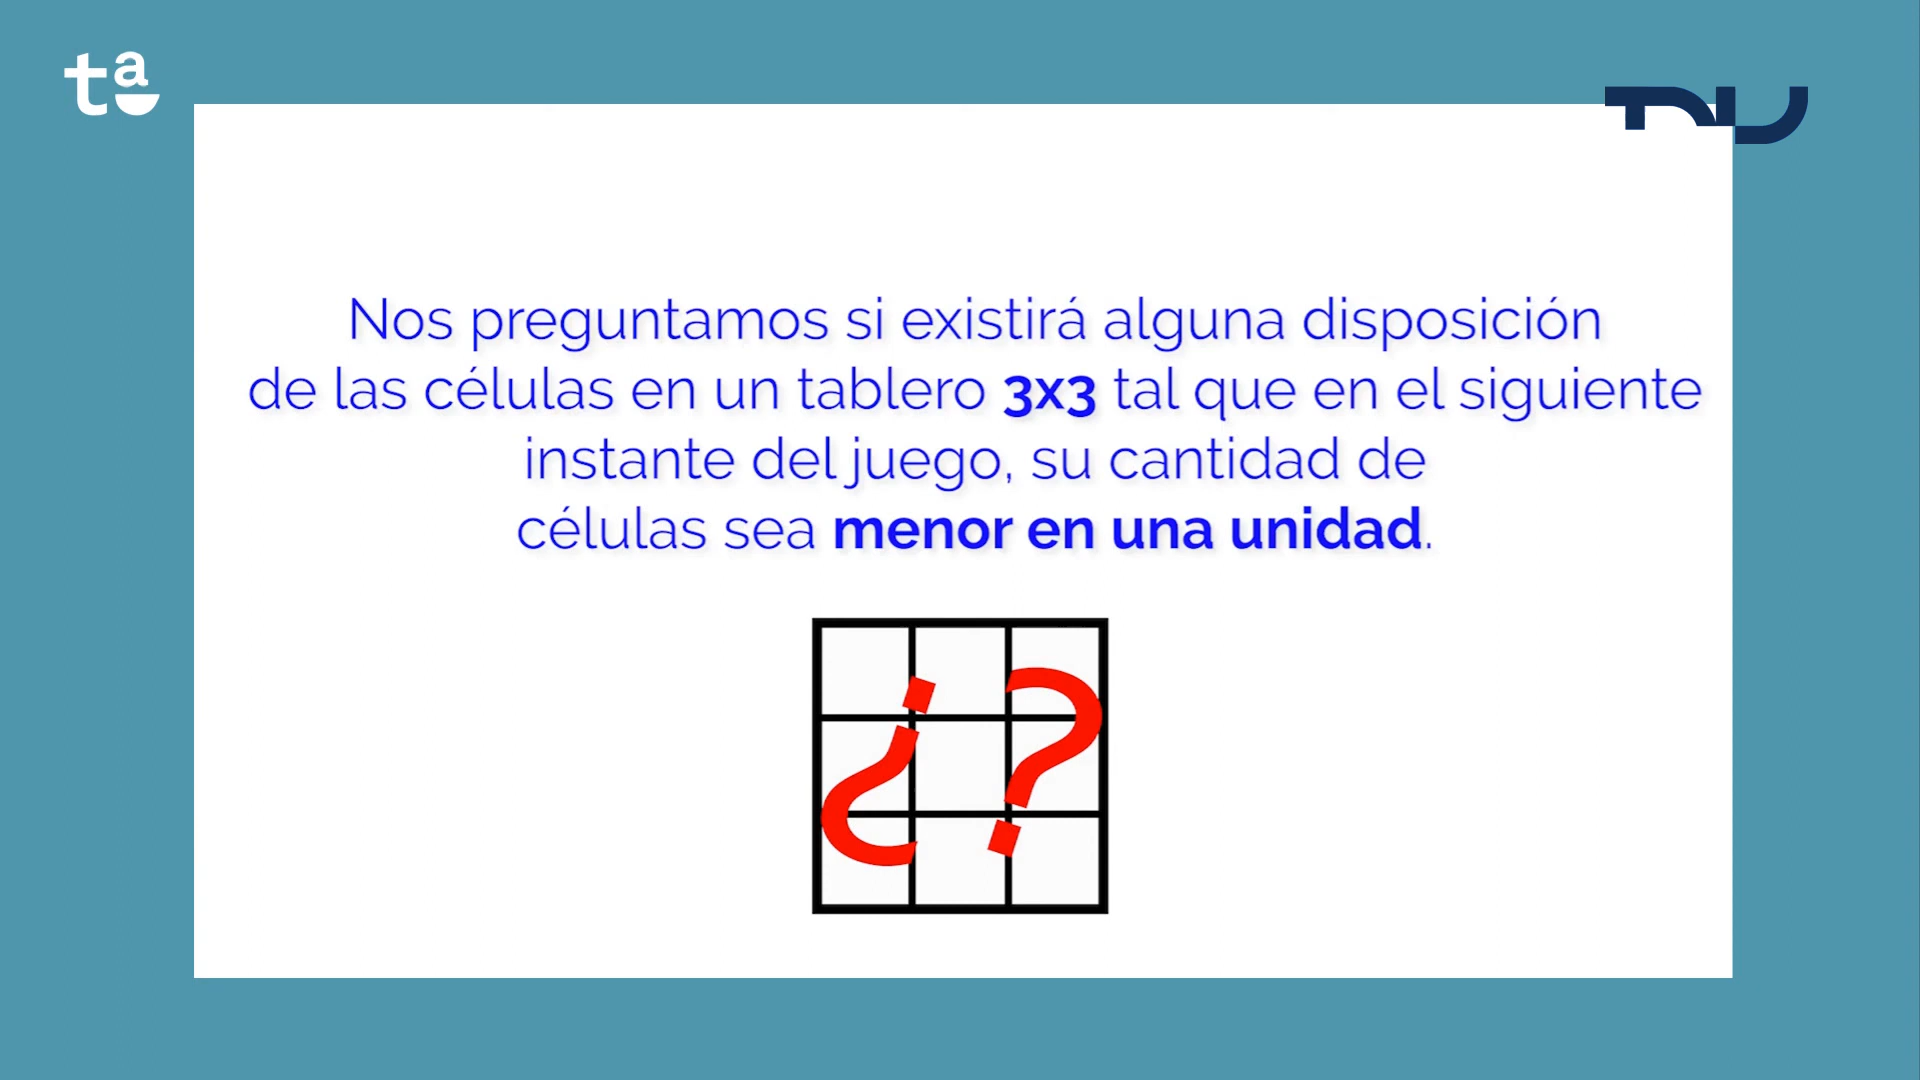 ta
Nos preguntamos si existirá alguna disposición
de las células en un tablero 3x3 tal que en el siguiente
instante del juego, su cantidad de
células sea menor en una unidad.
¿ ?